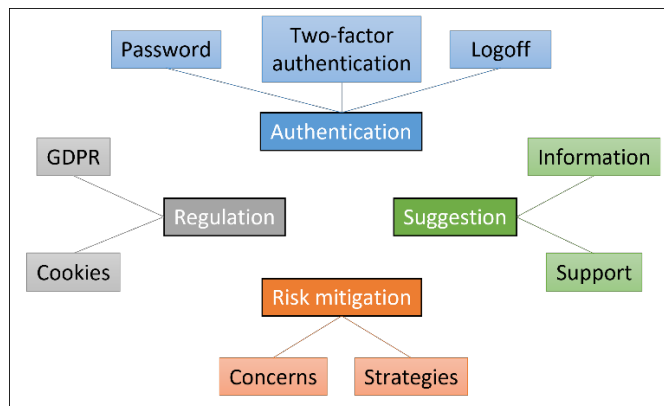 Password
Two-factor
authentication
Logoff
Authentication
GDPR
Information
Regulation
Suggestion
Cookies
Support
Risk mitigation
Concerns
Strategies